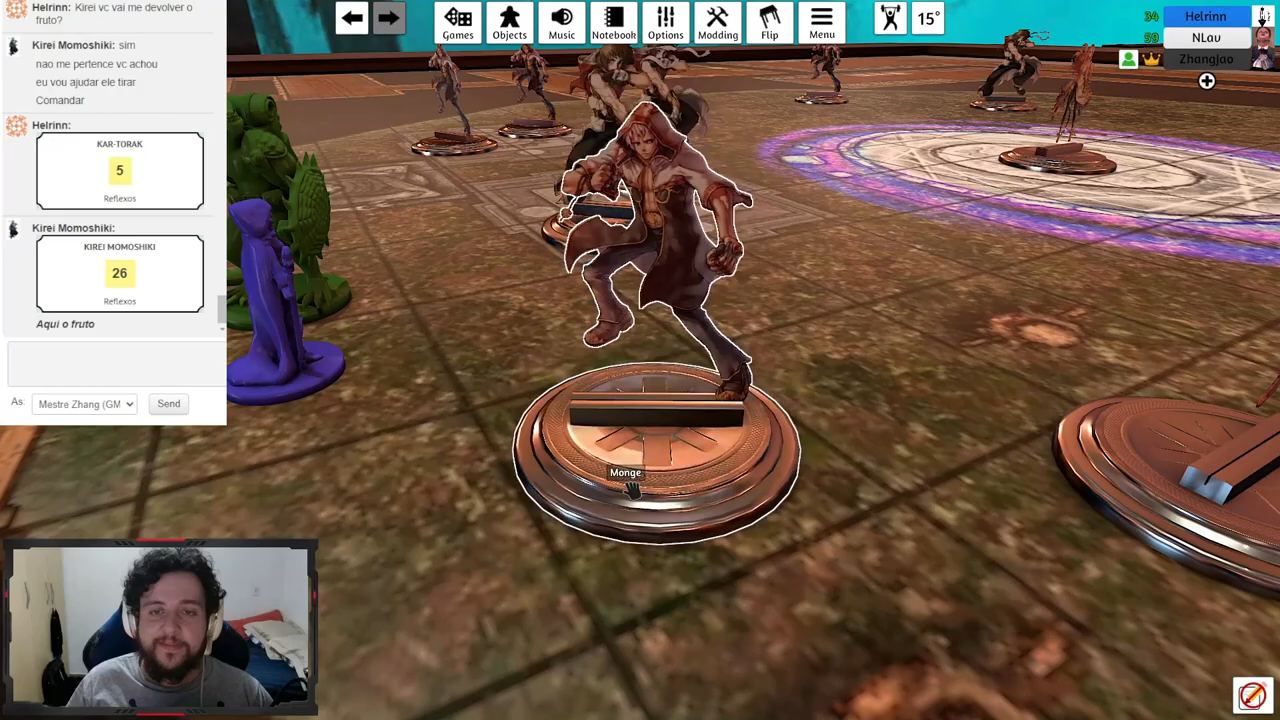 Helrinn: Kirei vc vai me devolver o
fruto?
Kirei Momoshiki: sim
nao me pertence vc achou
eu vou ajudar ele tirar
Comandar
Helrinn:
KAR-TORAK
5
Reflexos
Kirei Momoshiki:
KIREI MOMOSHIKI
26
Reflexos
Aqui o fruto
As:
Mestre Zhang (GM
Send
Games
Objects
Music
Notebook
Options
Modding
Flip
Menu
15°
34
Helrinn
59
NLav
ZhangJao
Monge